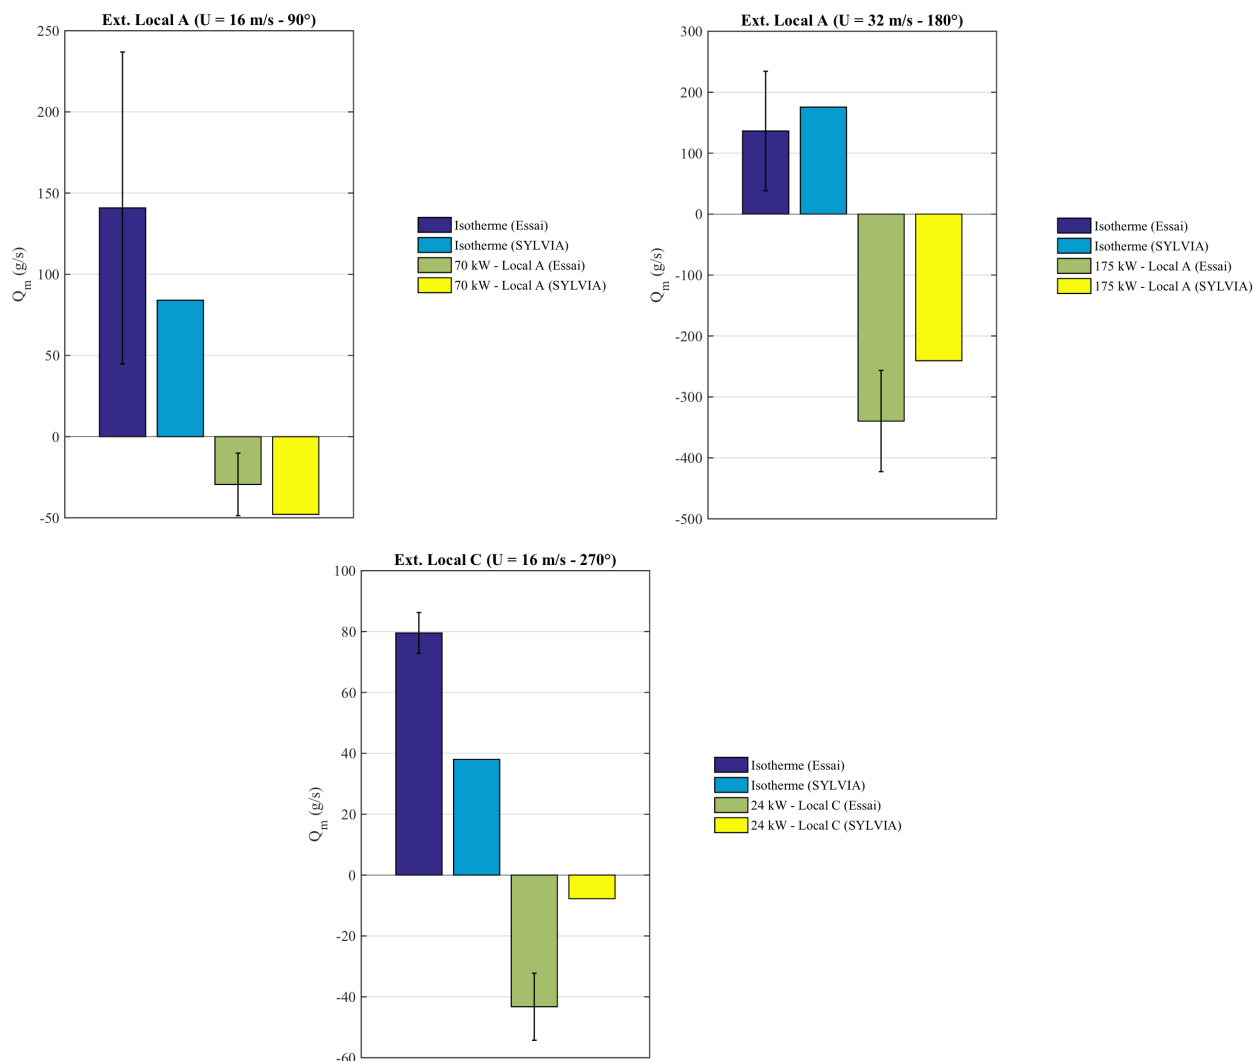 Ext. Local A (U = 16 m/s - 90°)
250
200
150
100
50
0
-50
Q_m (g/s)
Isotherme (Essai)
Isotherme (SYLVIA)
70 kW - Local A (Essai)
70 kW - Local A (SYLVIA)
Ext. Local A (U = 32 m/s - 180°)
300
200
100
0
-100
-200
-300
-400
-500
Q_m (g/s)
Isotherme (Essai)
Isotherme (SYLVIA)
175 kW - Local A (Essai)
175 kW - Local A (SYLVIA)
Ext. Local C (U = 16 m/s - 270°)
100
80
60
40
20
0
-20
-40
-60
Q_m (g/s)
Isotherme (Essai)
Isotherme (SYLVIA)
24 kW - Local C (Essai)
24 kW - Local C (SYLVIA)